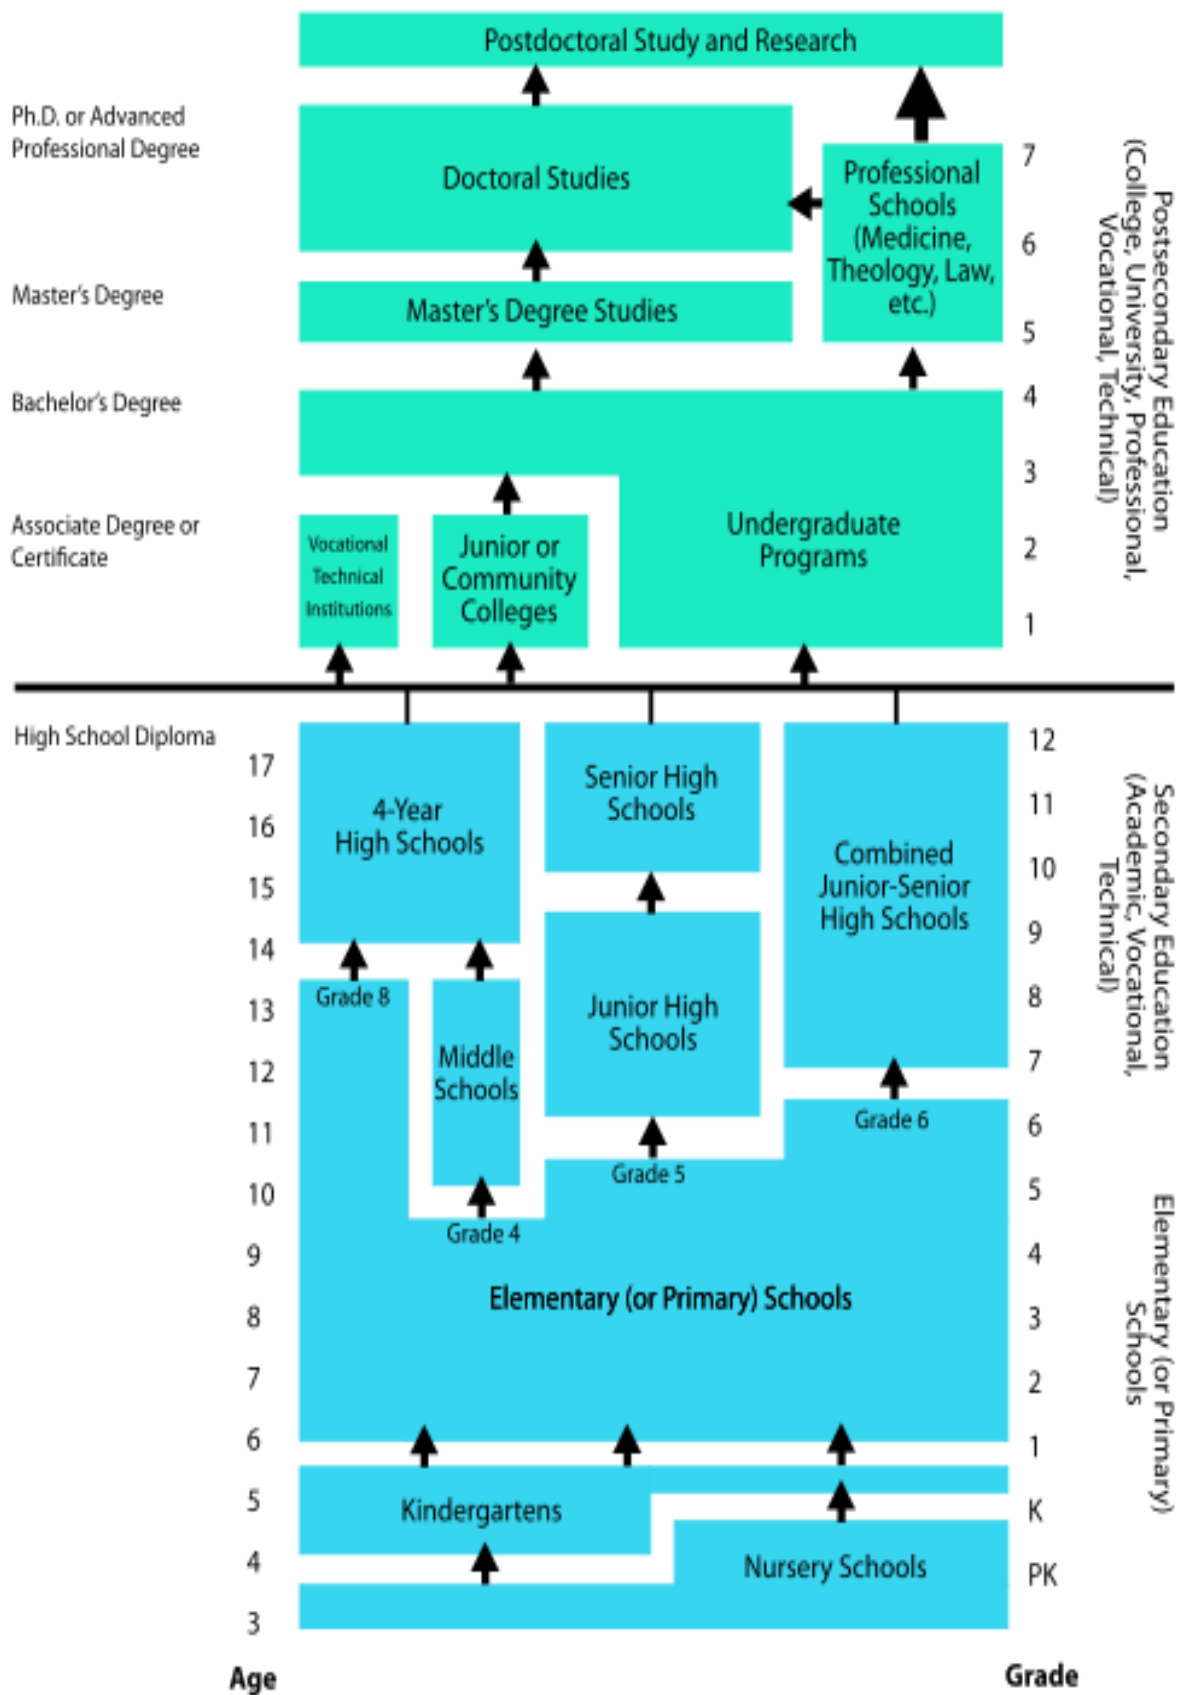 Postdoctoral Study and Research
Ph.D. or Advanced
Professional Degree
Doctoral Studies
Professional
Schools
(Medicine,
Theology, Law,
etc.)
7
6
5
Master's Degree
Master's Degree Studies
Bachelor's Degree
4
3
Associate Degree or
Certificate
Vocational
Technical
Institutions
Junior or
Community
Colleges
Undergraduate
Programs
2
1
Postsecondary Education
(College, University, Professional,
Vocational, Technical)
High School Diploma
17
16
15
14
13
12
11
10
9
8
7
6
5
4
3
4-Year
High Schools
Senior High
Schools
Combined
Junior-Senior
High Schools
Grade 8
Middle
Schools
Junior High
Schools
Grade 6
Grade 5
Grade 4
Elementary (or Primary) Schools
Kindergartens
Nursery Schools
12
11
10
9
8
7
6
5
4
3
2
1
K
PK
Secondary Education
(Academic, Vocational,
Technical)
Elementary (or Primary)
Schools
Age
Grade